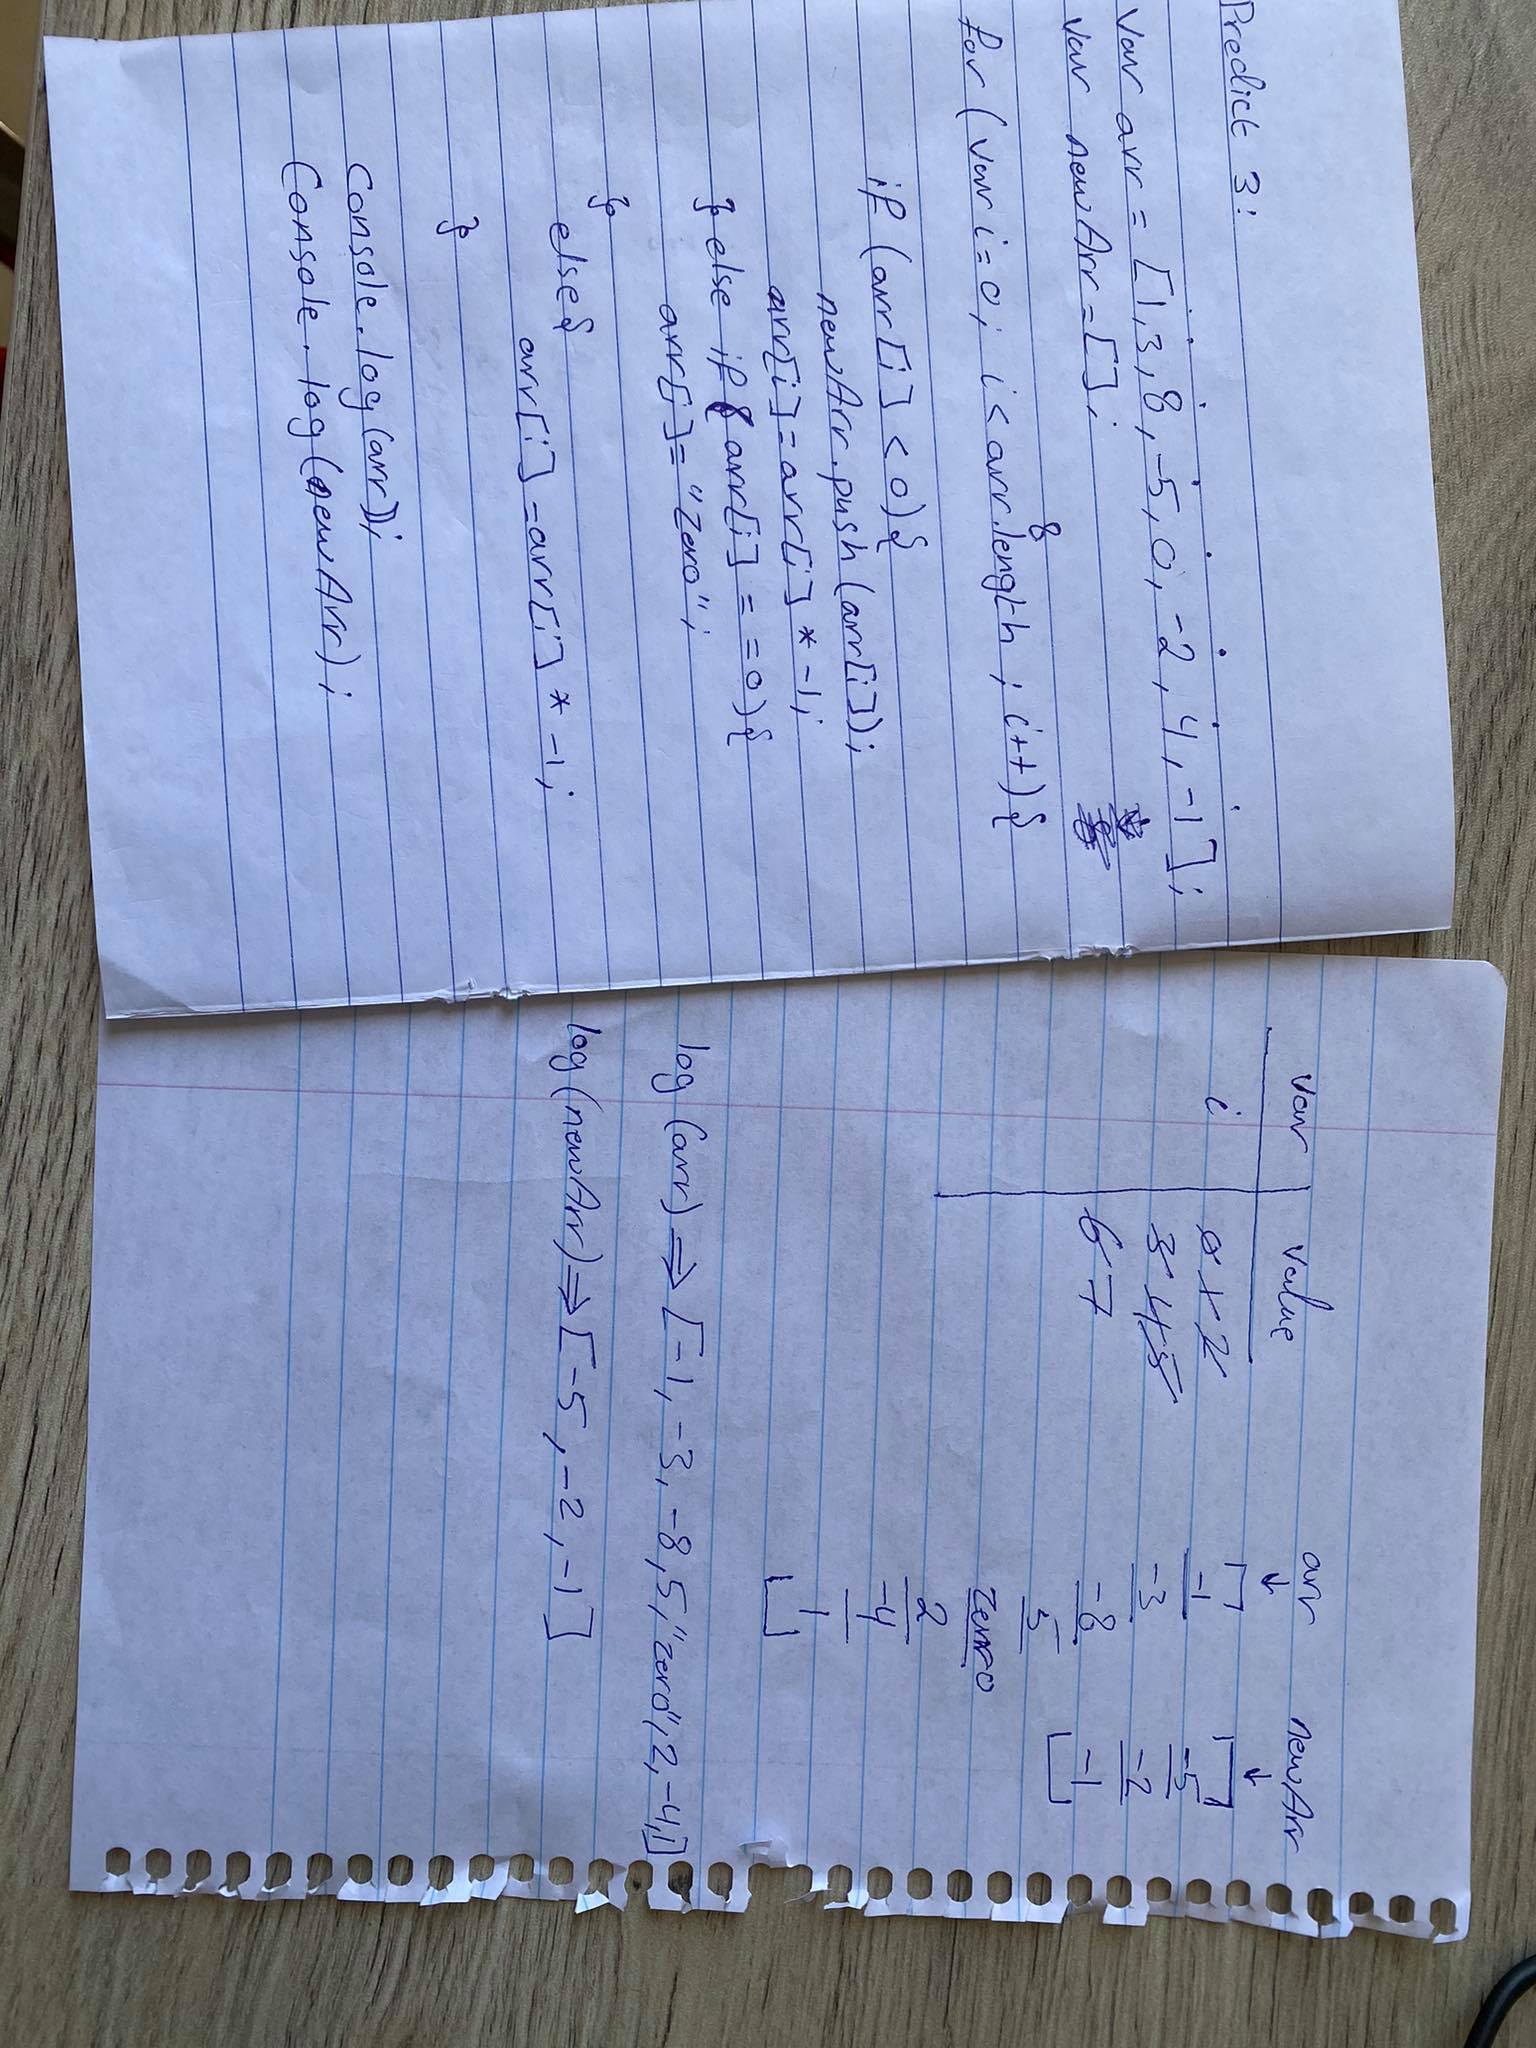 Predict 3:
var arr = [1,3,8,-5,0,-2,4,-1];
var newArr = [];
8
for (var i=0; i<arr.length; i++){
if (arr[i] < 0){
newArr.push(arr[i]);
arr[i]=arr[i] * -1;
} else if (arr[i] == 0){
arr[i]="Zero";
}
else{
arr[i]=arr[i] * -1;
}
Console.log(arr);
Console.log(newArr);
var value arr newArr
↓ ↓
i 0 1 2
3 4 5
6 7
[
-1
-3
-8
5
Zero
2
-4
1
]
[
-5
-2
-1
]
log (arr) ⇒ [-1, -3, -8, 5, "zero", 2, -4, 1]
log (newArr) ⇒ [-5, -2, -1]